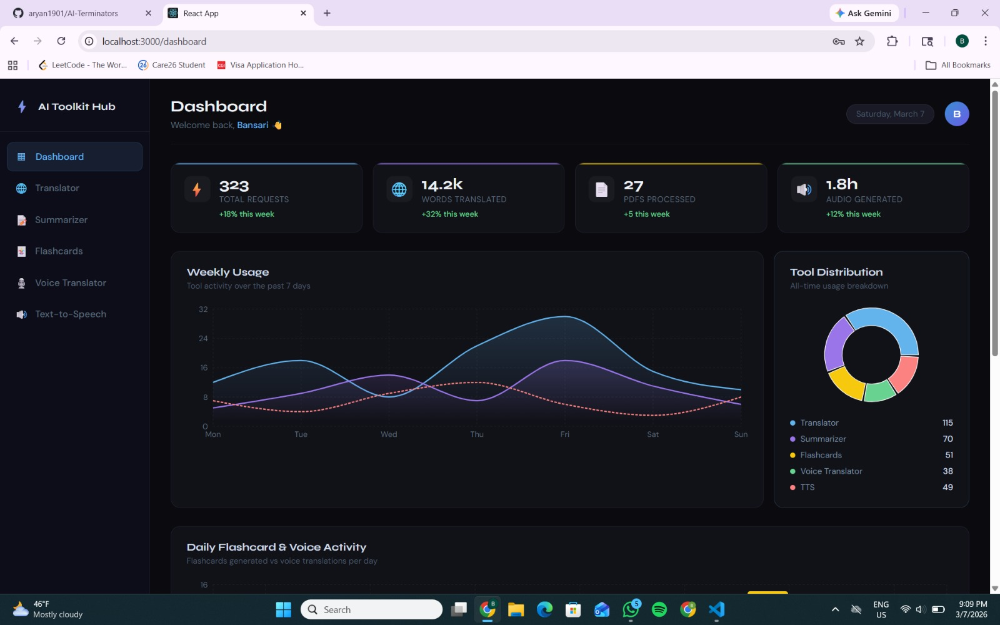 aryan1901/AI-Terminators
React App
Ask Gemini
localhost:3000/dashboard
B
LeetCode - The Wor...
26 Care26 Student
CGI Visa Application Ho...
All Bookmarks
AI Toolkit Hub
Dashboard
Translator
Summarizer
Flashcards
Voice Translator
Text-to-Speech
Dashboard
Welcome back, Bansari 👋
Saturday, March 7
B
323
TOTAL REQUESTS
+18% this week
14.2k
WORDS TRANSLATED
+32% this week
27
PDFS PROCESSED
+5 this week
1.8h
AUDIO GENERATED
+12% this week
Weekly Usage
Tool activity over the past 7 days
32
24
16
8
0
Mon Tue Wed Thu Fri Sat Sun
Tool Distribution
All-time usage breakdown
Translator 115
Summarizer 70
Flashcards 51
Voice Translator 38
TTS 49
Daily Flashcard & Voice Activity
Flashcards generated vs voice translations per day
16
46°F
Mostly cloudy
Search
B
5
B
ENG
US
9:09 PM
3/7/2026